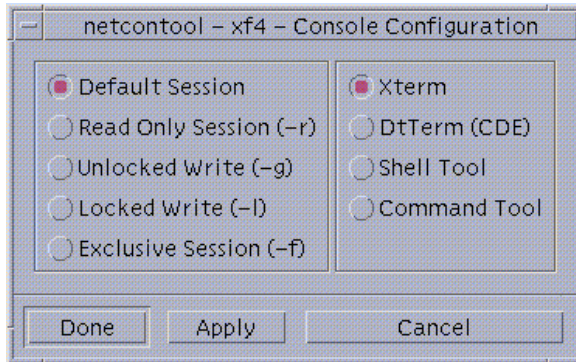 netcontool – xf4 – Console Configuration
Default Session
Read Only Session (–r)
Unlocked Write (–g)
Locked Write (–l)
Exclusive Session (–f)
Xterm
DtTerm (CDE)
Shell Tool
Command Tool
Done
Apply
Cancel